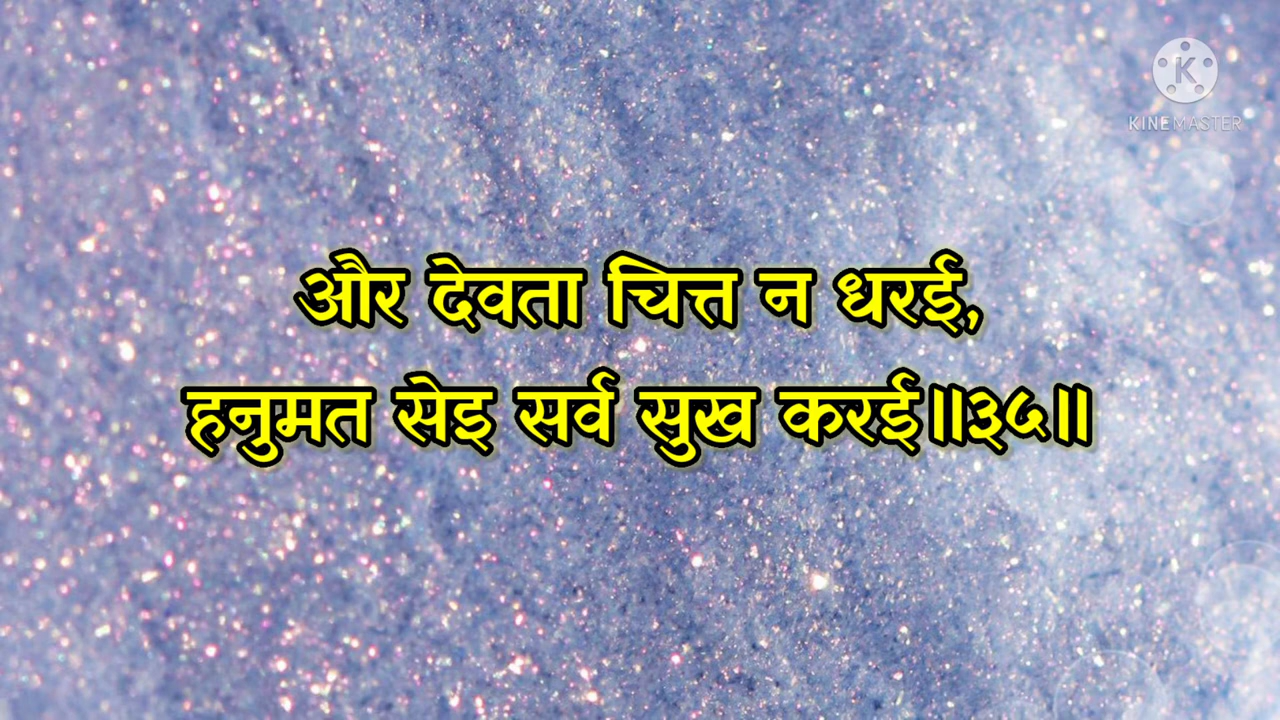 KINEMASTER
और देवता चित्त न धरई,
हनुमत सेइ सर्व सुख करई॥३५॥